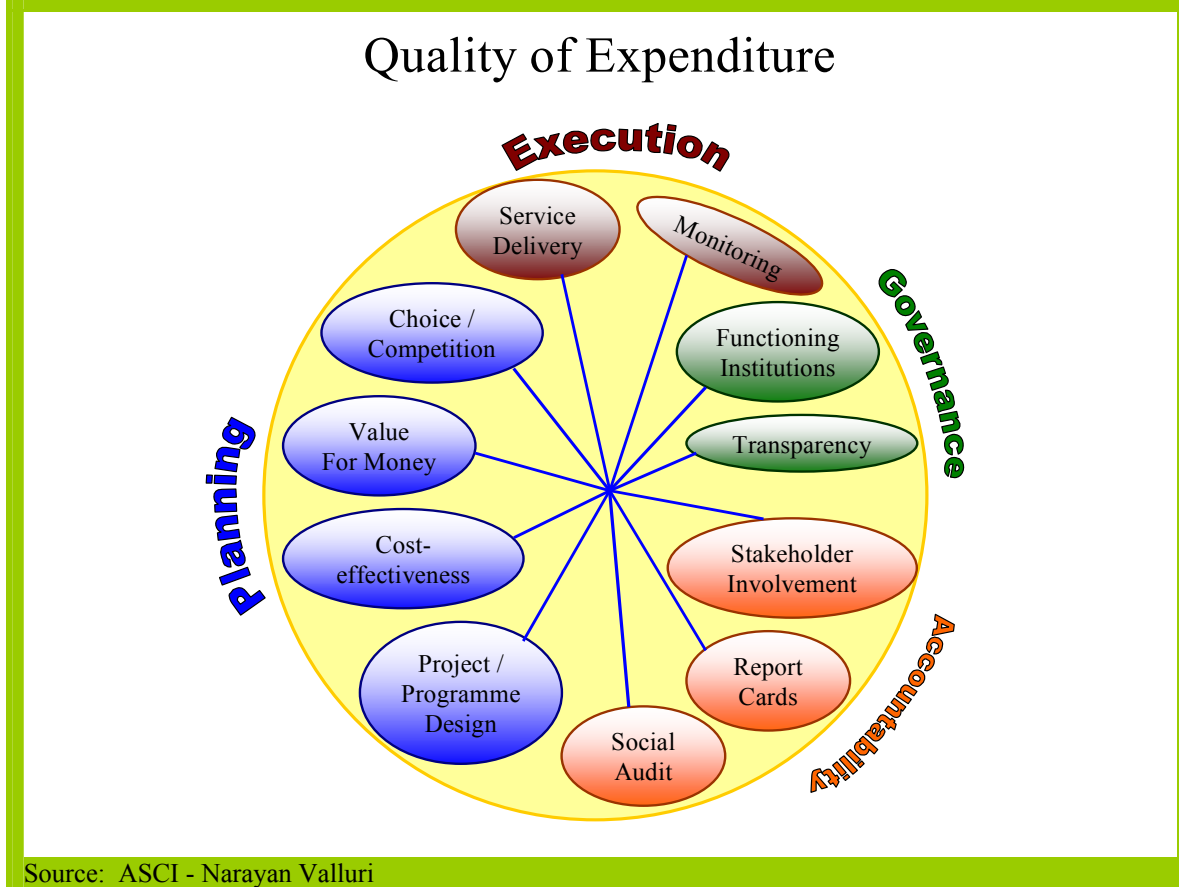 Quality of Expenditure
Execution
Service
Delivery
Monitoring
Governance
Choice /
Competition
Functioning
Institutions
Planning
Value
For Money
Transparency
Cost-
effectiveness
Stakeholder
Involvement
Accountability
Project /
Programme
Design
Report
Cards
Social
Audit
Source: ASCI - Narayan Valluri